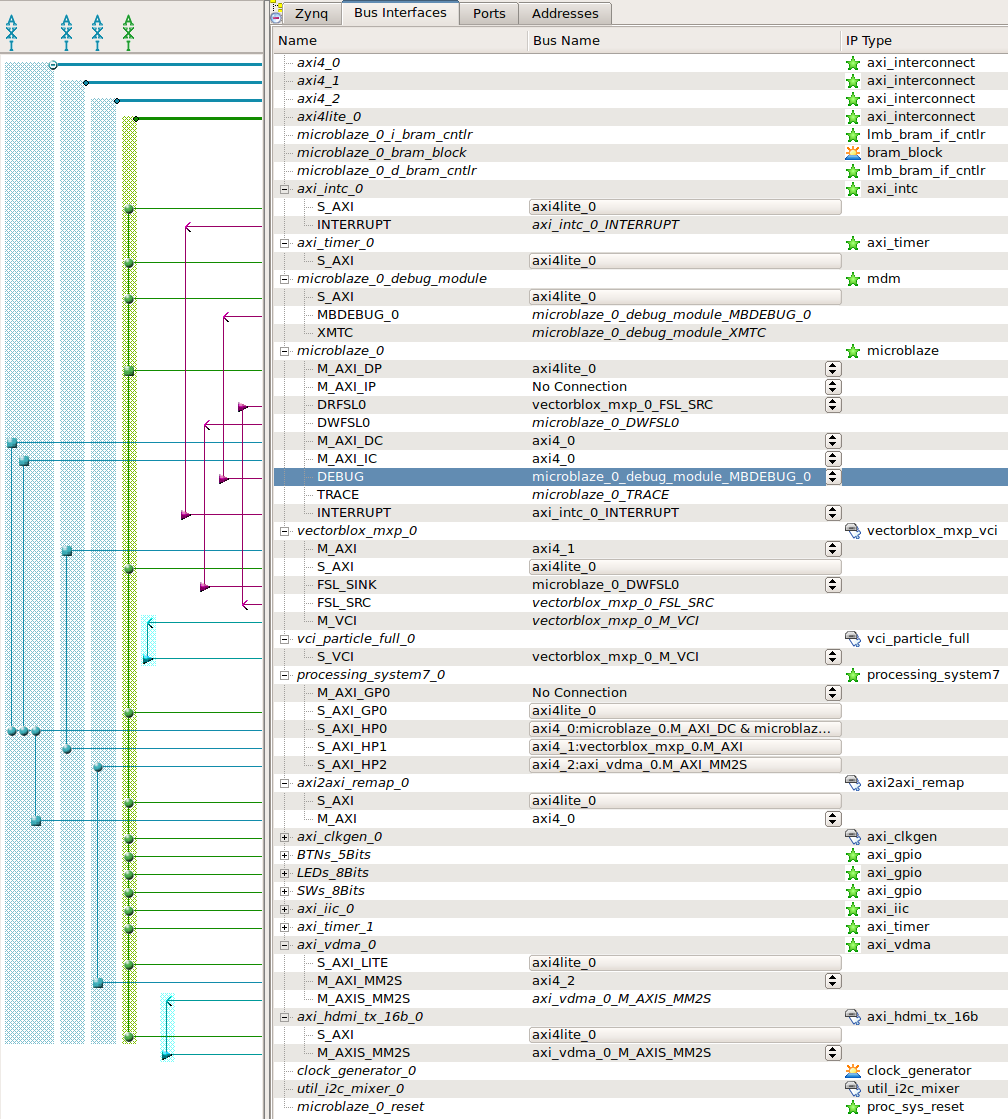 A A A A
X X X X
I I I I
Zynq Bus Interfaces Ports Addresses
Name Bus Name IP Type
axi4_0 axi_interconnect
axi4_1 axi_interconnect
axi4_2 axi_interconnect
axi4lite_0 axi_interconnect
microblaze_0_i_bram_cntlr lmb_bram_if_cntlr
microblaze_0_bram_block bram_block
microblaze_0_d_bram_cntlr lmb_bram_if_cntlr
axi_intc_0 axi_intc
S_AXI axi4lite_0
INTERRUPT axi_intc_0_INTERRUPT
axi_timer_0 axi_timer
S_AXI axi4lite_0
microblaze_0_debug_module mdm
S_AXI axi4lite_0
MBDEBUG_0 microblaze_0_debug_module_MBDEBUG_0
XMTC microblaze_0_debug_module_XMTC
microblaze_0 microblaze
M_AXI_DP axi4lite_0
M_AXI_IP No Connection
DRFSL0 vectorblox_mxp_0_FSL_SRC
DWFSL0 microblaze_0_DWFSL0
M_AXI_DC axi4_0
M_AXI_IC axi4_0
DEBUG microblaze_0_debug_module_MBDEBUG_0
TRACE microblaze_0_TRACE
INTERRUPT axi_intc_0_INTERRUPT
vectorblox_mxp_0 vectorblox_mxp_vci
M_AXI axi4_1
S_AXI axi4lite_0
FSL_SINK microblaze_0_DWFSL0
FSL_SRC vectorblox_mxp_0_FSL_SRC
M_VCI vectorblox_mxp_0_M_VCI
vci_particle_full_0 vci_particle_full
S_VCI vectorblox_mxp_0_M_VCI
processing_system7_0 processing_system7
M_AXI_GP0 No Connection
S_AXI_GP0 axi4lite_0
S_AXI_HP0 axi4_0:microblaze_0.M_AXI_DC & microblaz...
S_AXI_HP1 axi4_1:vectorblox_mxp_0.M_AXI
S_AXI_HP2 axi4_2:axi_vdma_0.M_AXI_MM2S
axi2axi_remap_0 axi2axi_remap
S_AXI axi4lite_0
M_AXI axi4_0
axi_clkgen_0 axi_clkgen
BTNs_5Bits axi_gpio
LEDs_8Bits axi_gpio
SWs_8Bits axi_gpio
axi_iic_0 axi_iic
axi_timer_1 axi_timer
axi_vdma_0 axi_vdma
S_AXI_LITE axi4lite_0
M_AXI_MM2S axi4_2
M_AXIS_MM2S axi_vdma_0_M_AXIS_MM2S
axi_hdmi_tx_16b_0 axi_hdmi_tx_16b
S_AXI axi4lite_0
M_AXIS_MM2S axi_vdma_0_M_AXIS_MM2S
clock_generator_0 clock_generator
util_i2c_mixer_0 util_i2c_mixer
microblaze_0_reset proc_sys_reset